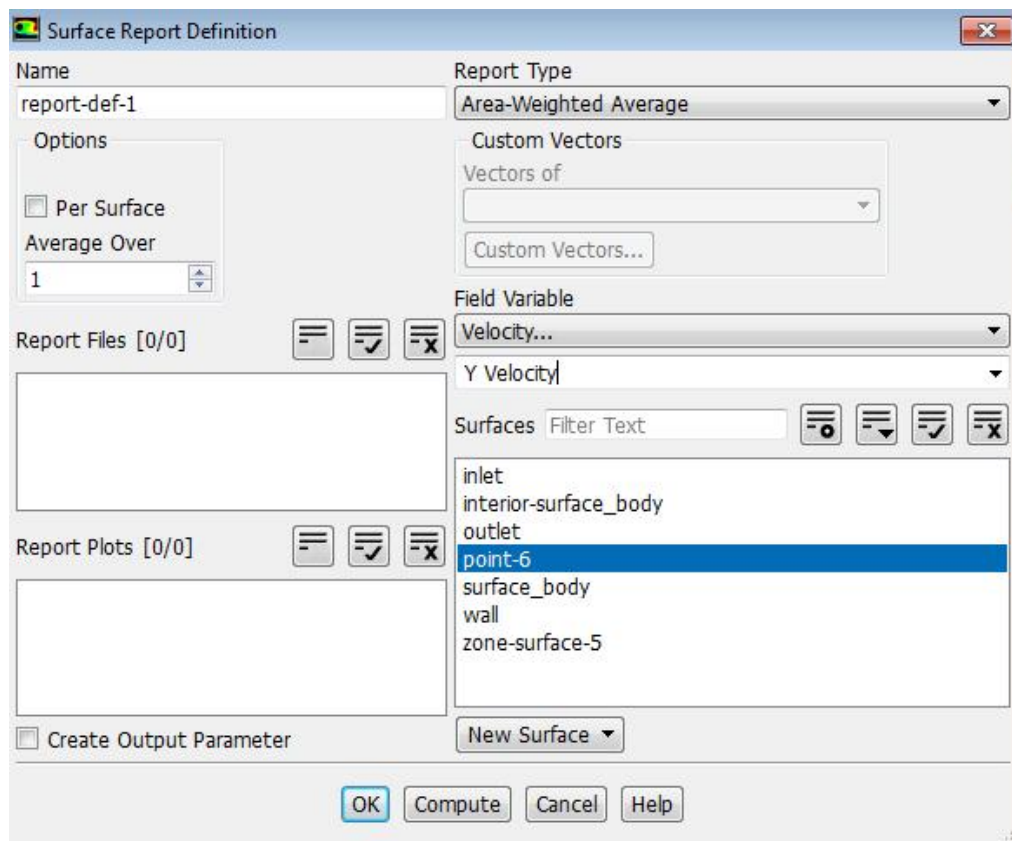 Surface Report Definition
Name
report-def-1
Options
Per Surface
Average Over
1
Report Files [0/0]
Report Plots [0/0]
Create Output Parameter
Report Type
Area-Weighted Average
Custom Vectors
Vectors of
Custom Vectors...
Field Variable
Velocity...
Y Velocity
Surfaces Filter Text
inlet
interior-surface_body
outlet
point-6
surface_body
wall
zone-surface-5
New Surface
OK Compute Cancel Help